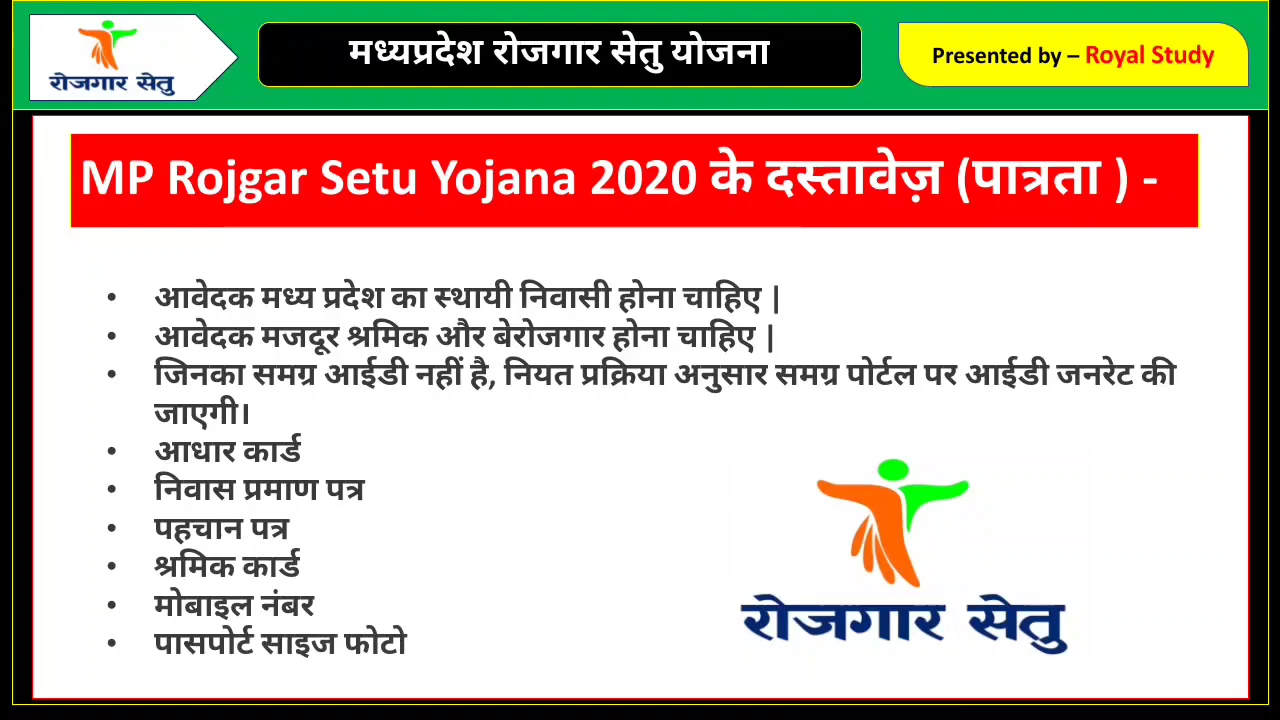 रोजगार सेतु
मध्यप्रदेश रोजगार सेतु योजना
Presented by – Royal Study
MP Rojgar Setu Yojana 2020 के दस्तावेज़ (पात्रता ) -
• आवेदक मध्य प्रदेश का स्थायी निवासी होना चाहिए |
• आवेदक मजदूर श्रमिक और बेरोजगार होना चाहिए |
• जिनका समग्र आईडी नहीं है, नियत प्रक्रिया अनुसार समग्र पोर्टल पर आईडी जनरेट की
जाएगी।
• आधार कार्ड
• निवास प्रमाण पत्र
• पहचान पत्र
• श्रमिक कार्ड
• मोबाइल नंबर
• पासपोर्ट साइज फोटो
रोजगार सेतु